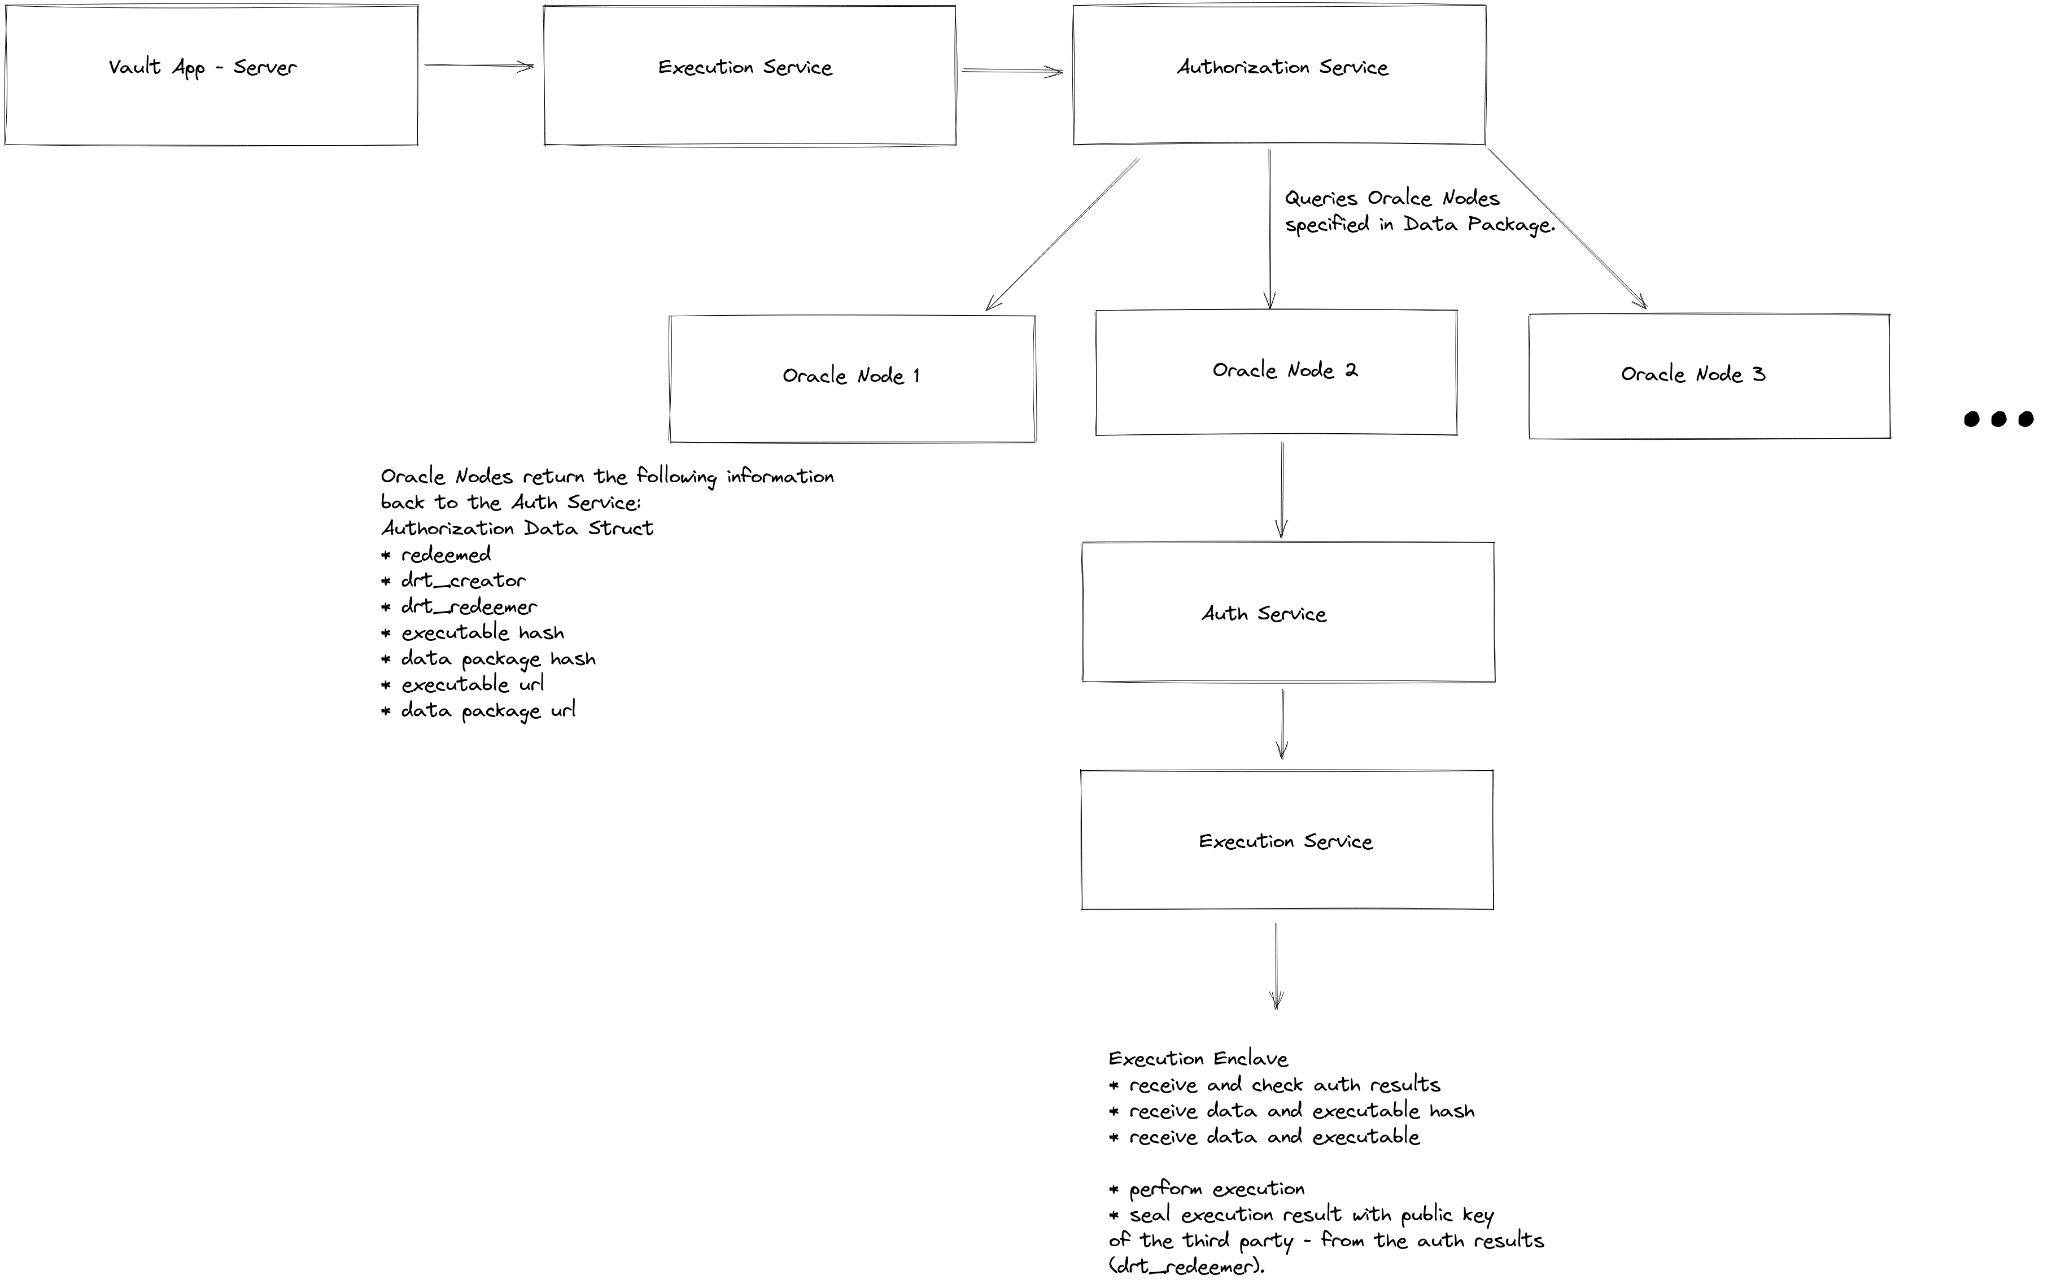 Vault App - Server
Execution Service
Authorization Service
Queries Oralce Nodes
specified in Data Package.
Oracle Node 1
Oracle Node 2
Oracle Node 3
Oracle Nodes return the following information
back to the Auth Service:
Authorization Data Struct
* redeemed
* drt_creator
* drt_redeemer
* executable hash
* data package hash
* executable url
* data package url
Auth Service
Execution Service
Execution Enclave
* receive and check auth results
* receive data and executable hash
* receive data and executable
* perform execution
* seal execution result with public key
of the third party - from the auth results
(drt_redeemer).